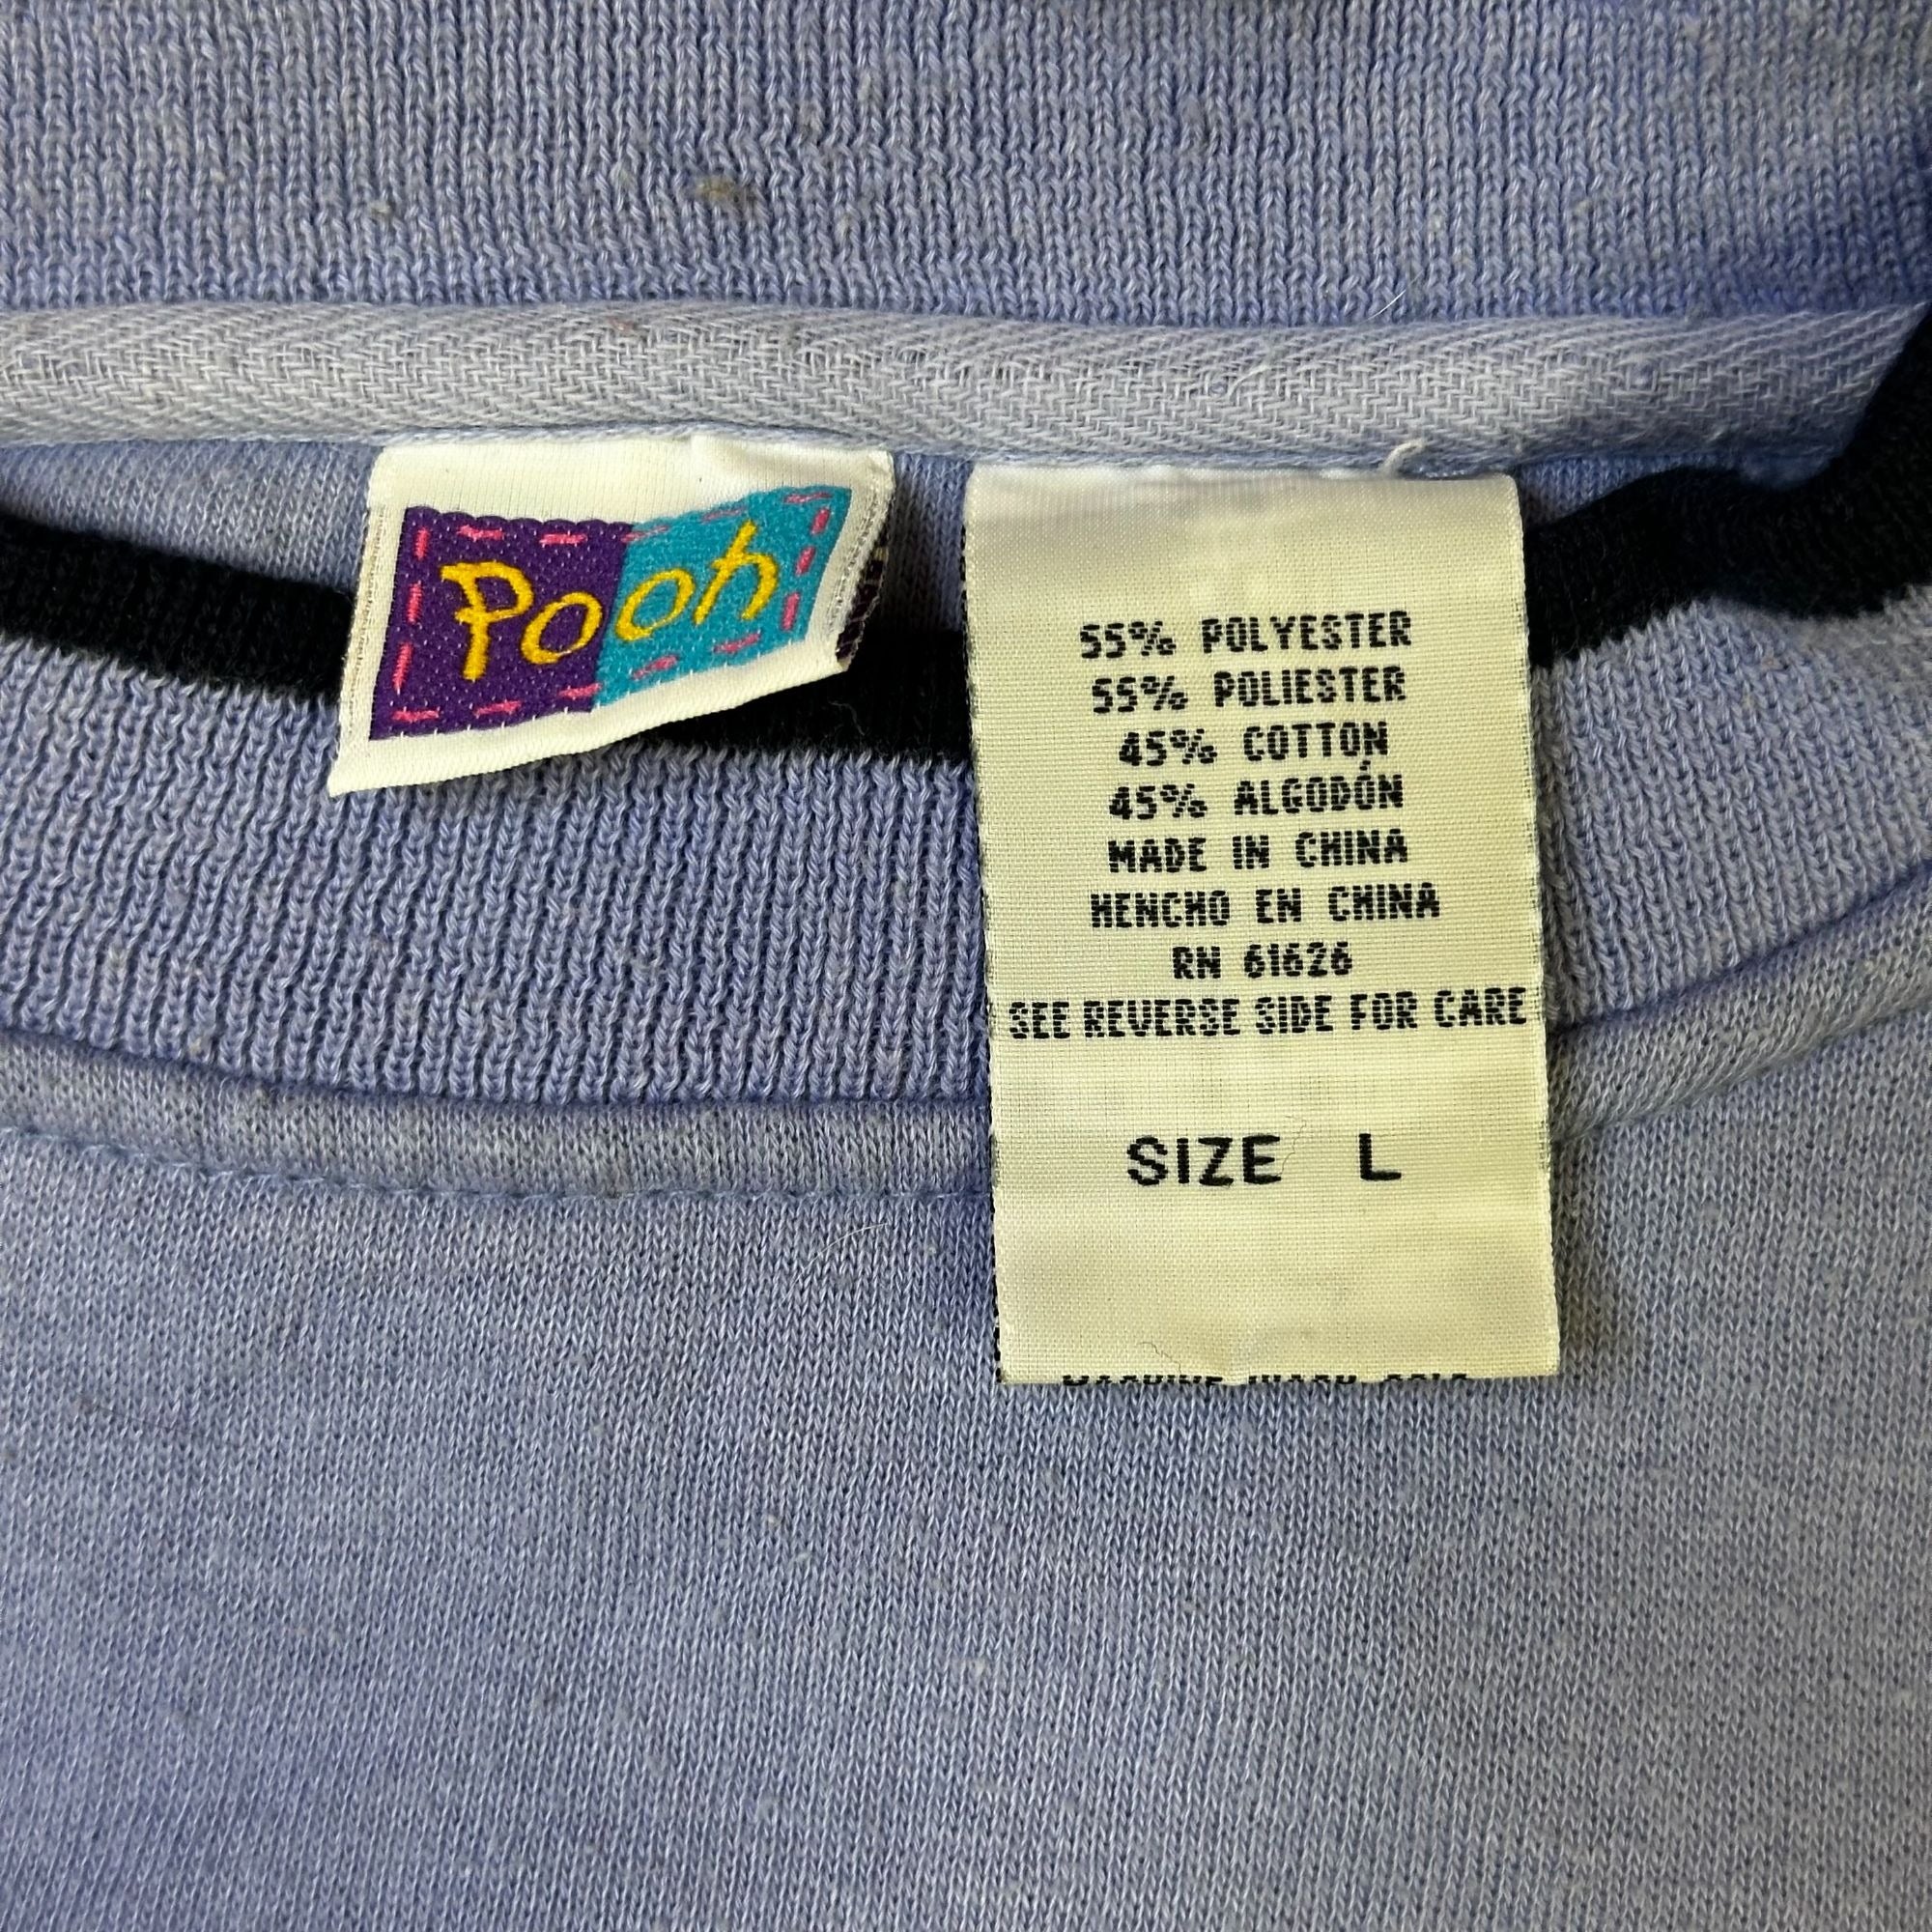 Pooh
55% POLYESTER
55% POLIESTER
45% COTTON
45% ALGODÓN
MADE IN CHINA
HENCHO EN CHINA
RN 61626
SEE REVERSE SIDE FOR CARE
SIZE L